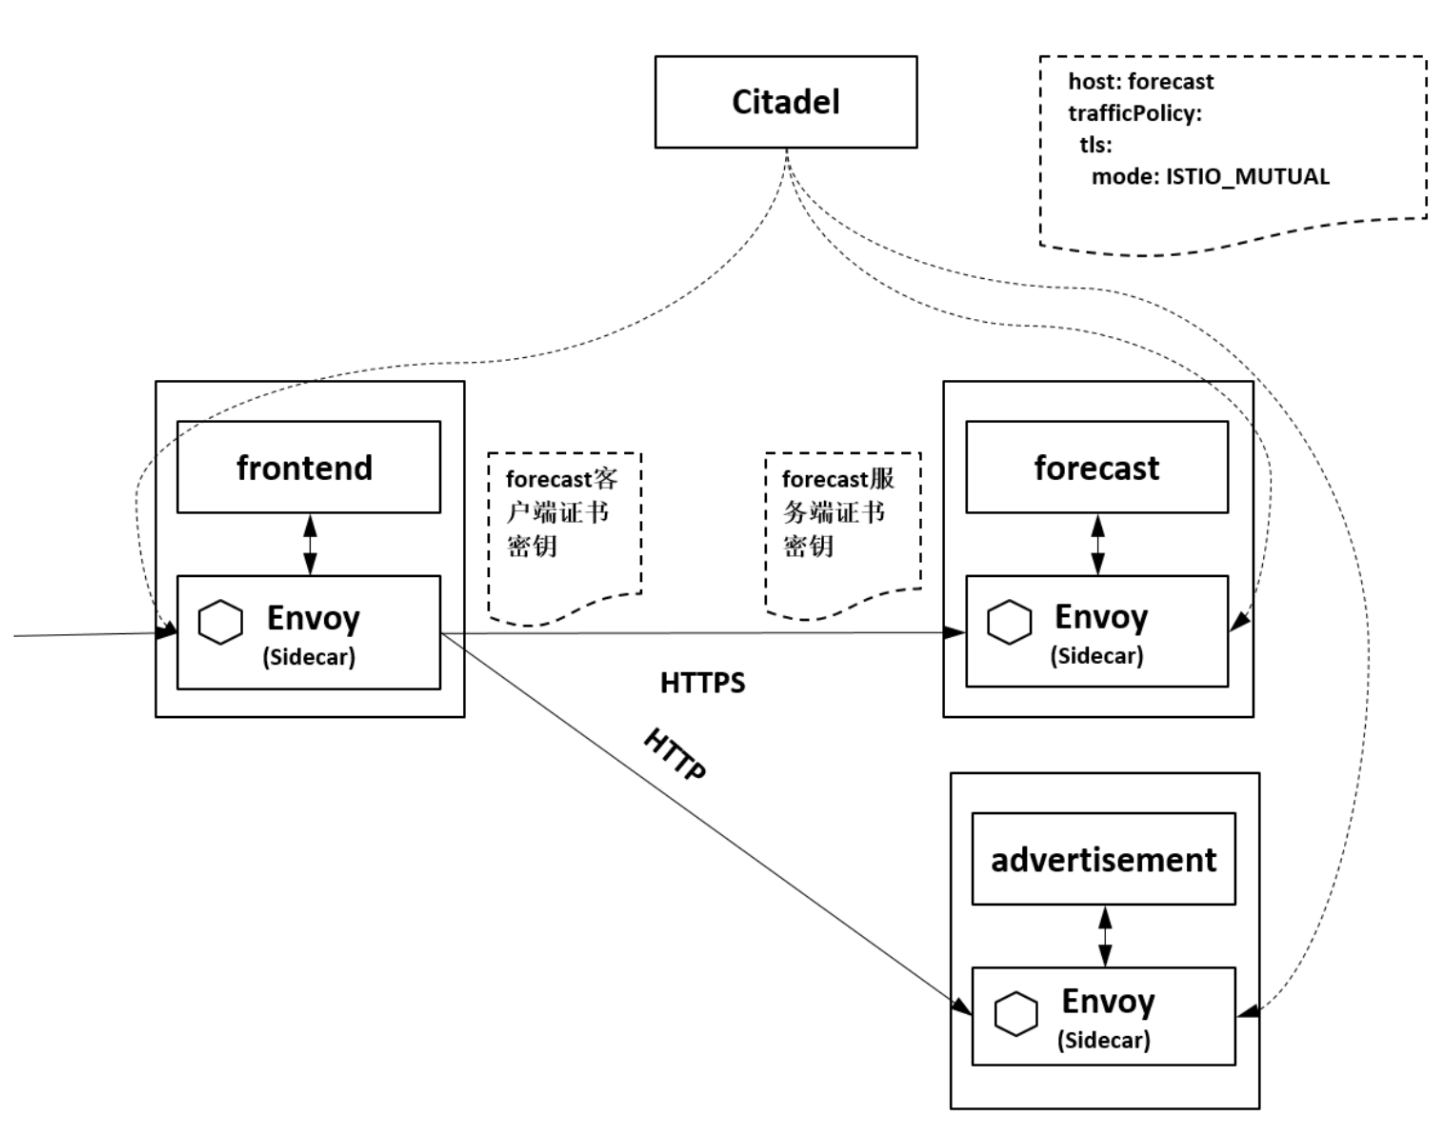 Citadel
host: forecast
trafficPolicy:
tls:
mode: ISTIO_MUTUAL
frontend
Envoy
(Sidecar)
forecast客
户端证书
密钥
forecast服
务端证书
密钥
forecast
Envoy
(Sidecar)
HTTPS
HTTP
advertisement
Envoy
(Sidecar)